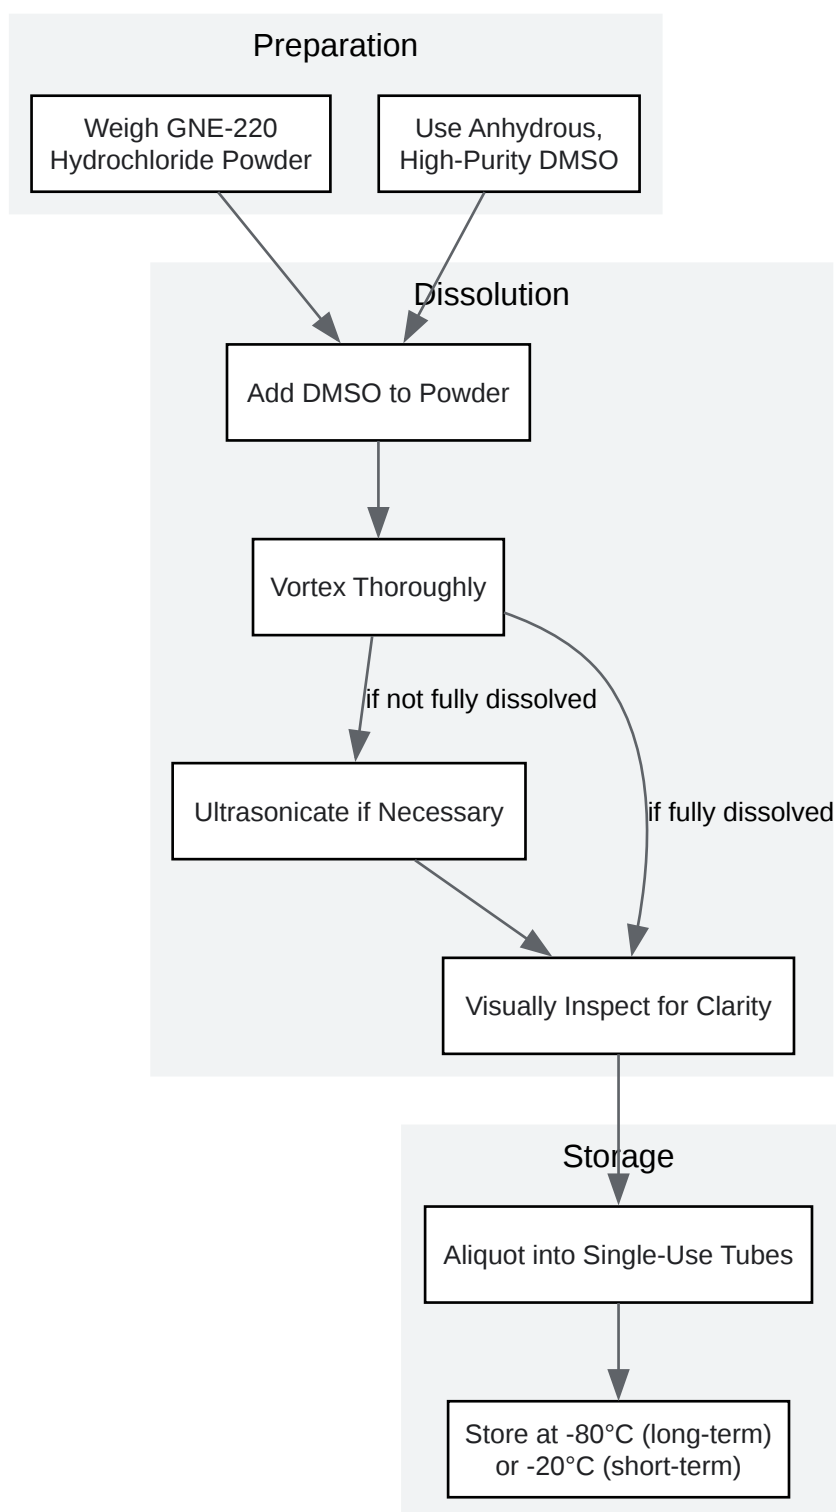 Preparation
Weigh GNE-220
Hydrochloride Powder
Use Anhydrous,
High-Purity DMSO
Dissolution
Add DMSO to Powder
Vortex Thoroughly
if not fully dissolved
Ultrasonicate if Necessary
if fully dissolved
Visually Inspect for Clarity
Storage
Aliquot into Single-Use Tubes
Store at -80°C (long-term)
or -20°C (short-term)